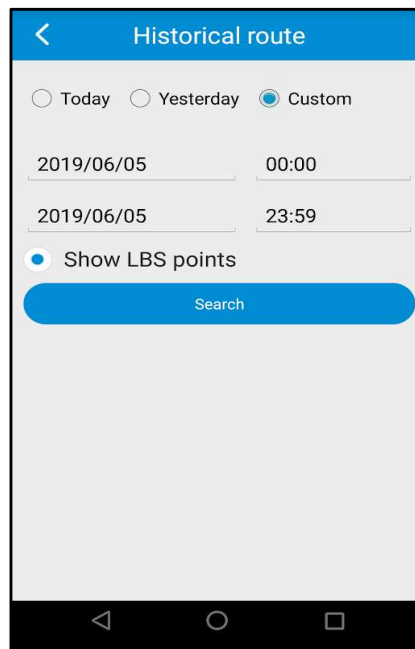 Historical route
Today Yesterday Custom
2019/06/05 00:00
2019/06/05 23:59
Show LBS points
Search